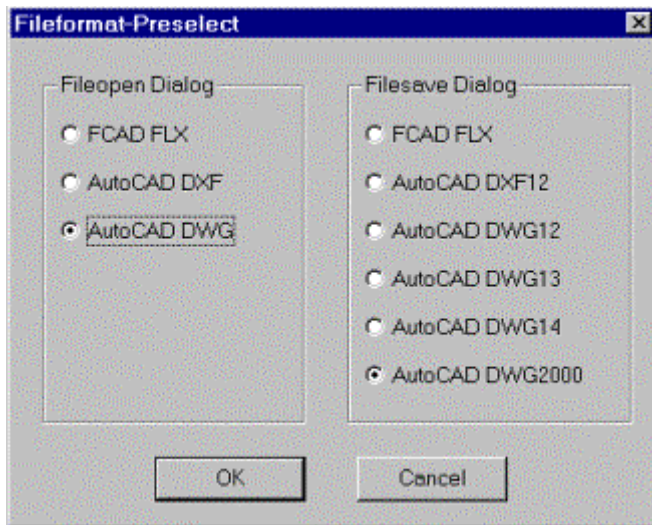 Fileformat-Preselect
Fileopen Dialog
FCAD FLX
AutoCAD DXF
AutoCAD DWG
Filesave Dialog
FCAD FLX
AutoCAD DXF12
AutoCAD DWG12
AutoCAD DWG13
AutoCAD DWG14
AutoCAD DWG2000
OK
Cancel